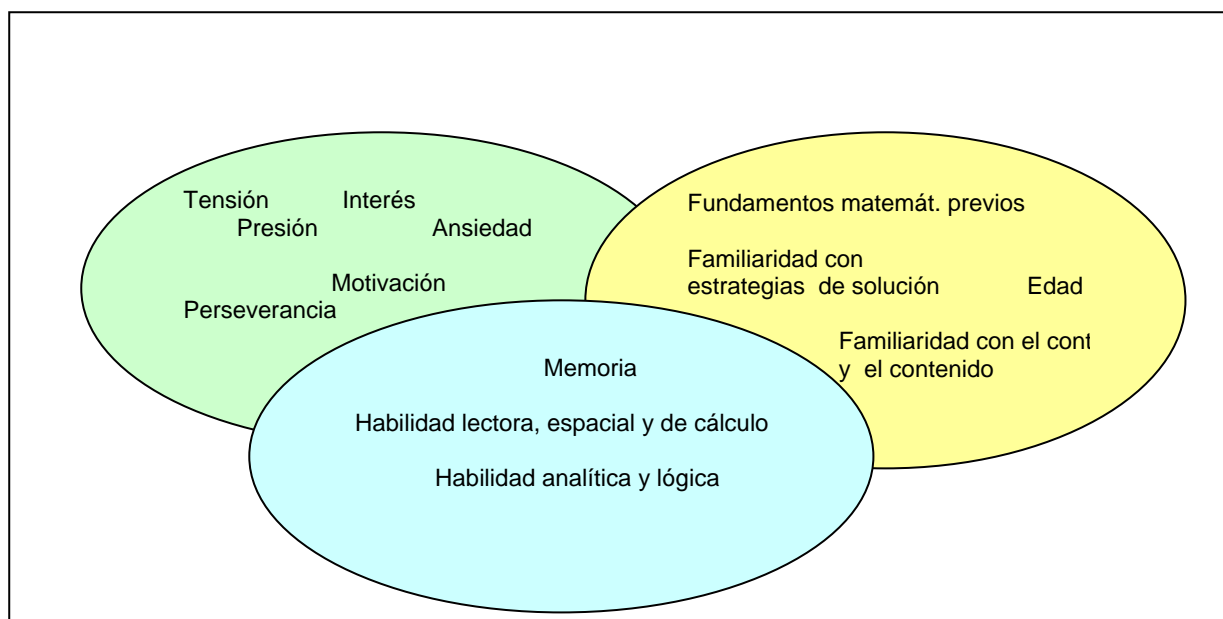 Tensión Interés
Presión Ansiedad
Motivación
Perseverancia
Fundamentos matemát. previos
Familiaridad con
estrategias de solución Edad
Familiaridad con el
y el contenido
Memoria
Habilidad lectora, espacial y de cálculo
Habilidad analítica y lógica